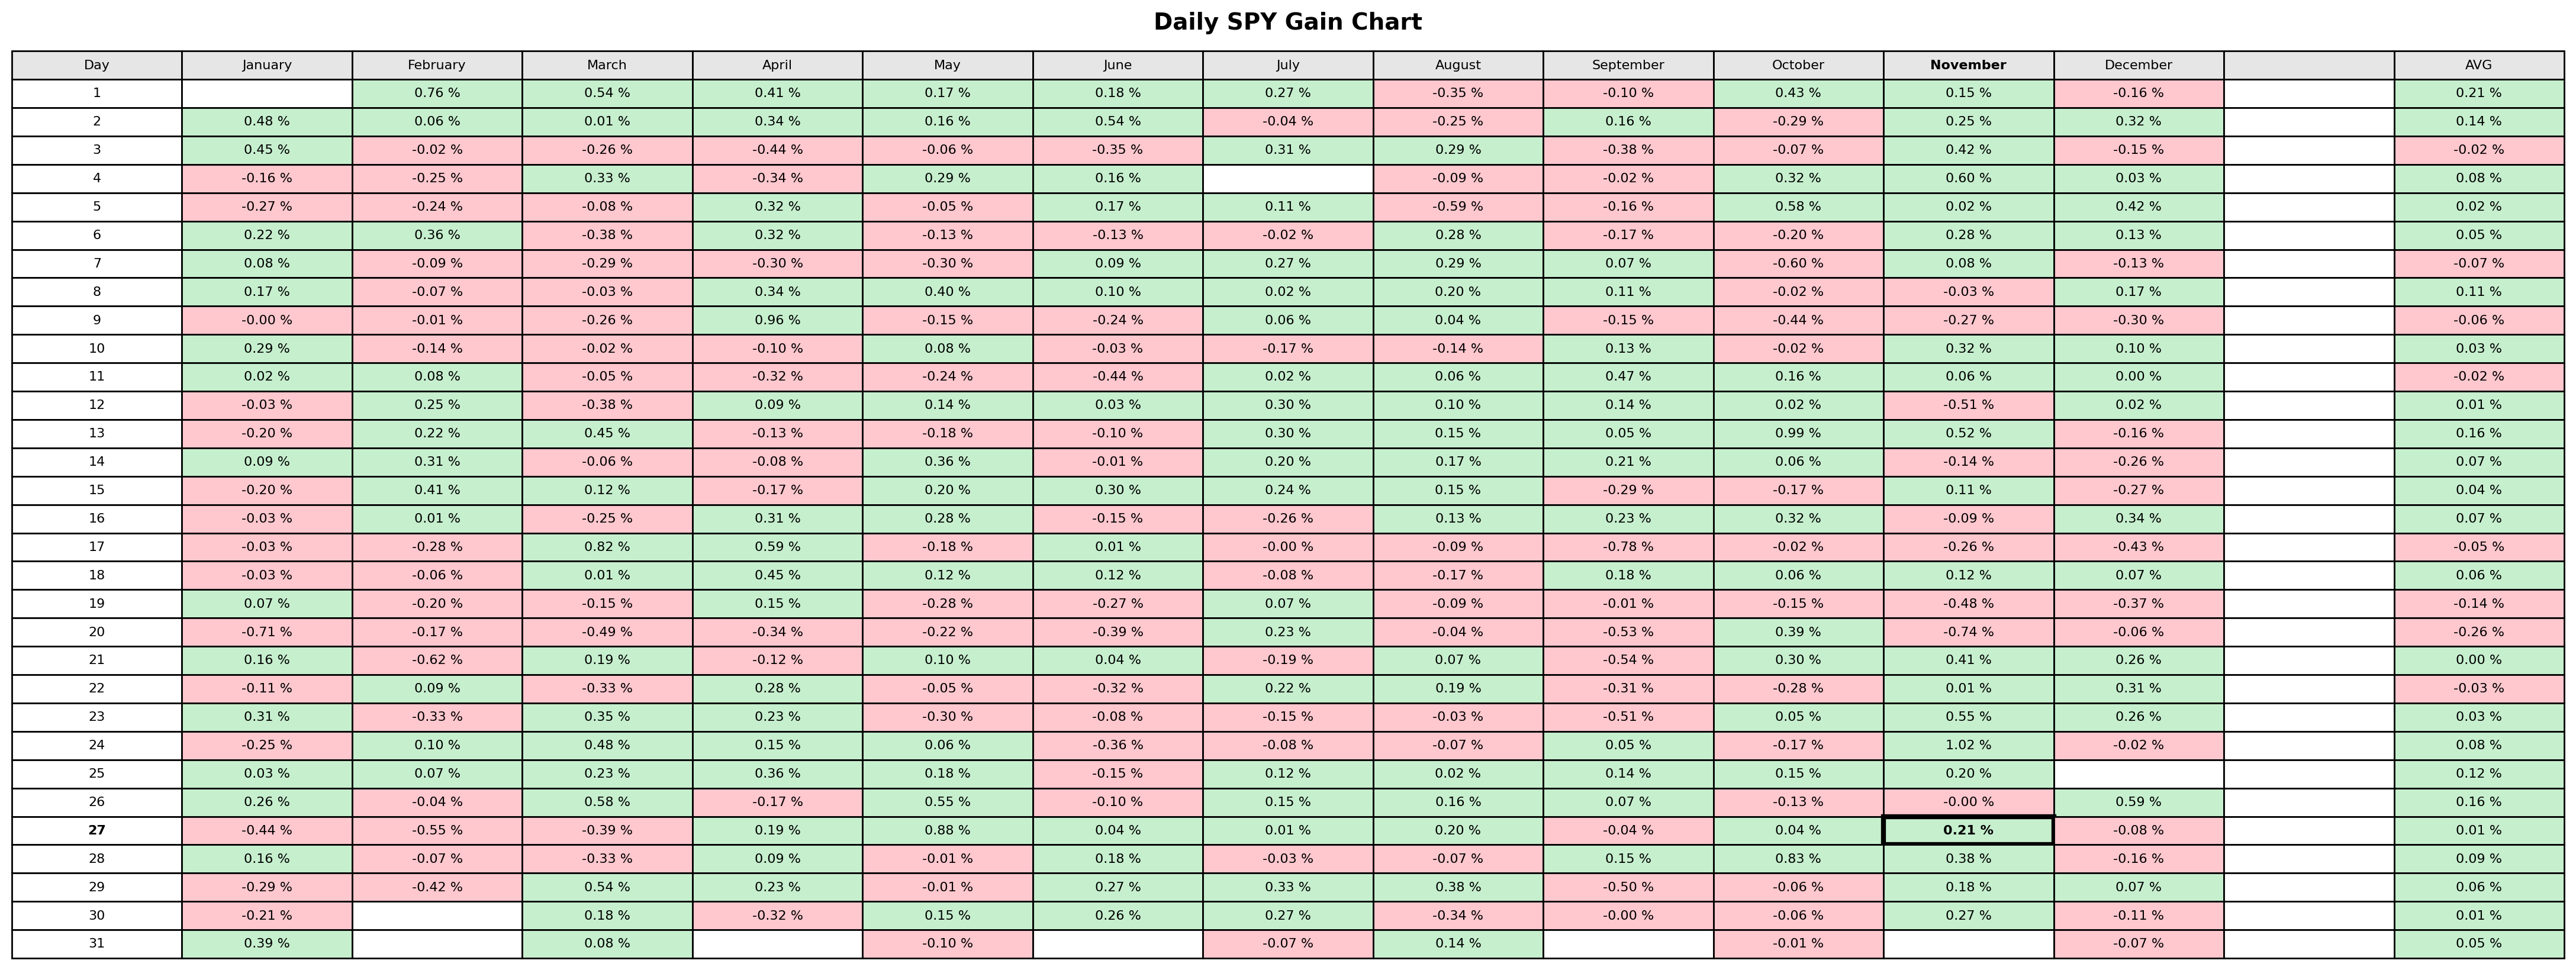 Daily SPY Gain Chart
Day January February March April May June July August September October November December AVG
1 0.76 % 0.54 % 0.41 % 0.17 % 0.18 % 0.27 % -0.35 % -0.10 % 0.43 % 0.15 % -0.16 % 0.21 %
2 0.48 % 0.06 % 0.01 % 0.34 % 0.16 % 0.54 % -0.04 % -0.25 % 0.16 % -0.29 % 0.25 % 0.32 % 0.14 %
3 0.45 % -0.02 % -0.26 % -0.44 % -0.06 % -0.35 % 0.31 % 0.29 % -0.38 % -0.07 % 0.42 % -0.15 % -0.02 %
4 -0.16 % -0.25 % 0.33 % -0.34 % 0.29 % 0.16 % -0.09 % -0.02 % 0.32 % 0.60 % 0.03 % 0.08 %
5 -0.27 % -0.24 % -0.08 % 0.32 % -0.05 % 0.17 % 0.11 % -0.59 % -0.16 % 0.58 % 0.02 % 0.42 % 0.02 %
6 0.22 % 0.36 % -0.38 % 0.32 % -0.13 % -0.13 % -0.02 % 0.28 % -0.17 % -0.20 % 0.28 % 0.13 % 0.05 %
7 0.08 % -0.09 % -0.29 % -0.30 % -0.30 % 0.09 % 0.27 % 0.29 % 0.07 % -0.60 % 0.08 % -0.13 % -0.07 %
8 0.17 % -0.07 % -0.03 % 0.34 % 0.40 % 0.10 % 0.02 % 0.20 % 0.11 % -0.02 % -0.03 % 0.17 % 0.11 %
9 -0.00 % -0.01 % -0.26 % 0.96 % -0.15 % -0.24 % 0.06 % 0.04 % -0.15 % -0.44 % -0.27 % -0.30 % -0.06 %
10 0.29 % -0.14 % -0.02 % -0.10 % 0.08 % -0.03 % -0.17 % -0.14 % 0.13 % -0.02 % 0.32 % 0.10 % 0.03 %
11 0.02 % 0.08 % -0.05 % -0.32 % -0.24 % -0.44 % 0.02 % 0.06 % 0.47 % 0.16 % 0.06 % 0.00 % -0.02 %
12 -0.03 % 0.25 % -0.38 % 0.09 % 0.14 % 0.03 % 0.30 % 0.10 % 0.14 % 0.02 % -0.51 % 0.02 % 0.01 %
13 -0.20 % 0.22 % 0.45 % -0.13 % -0.18 % -0.10 % 0.30 % 0.15 % 0.05 % 0.99 % 0.52 % -0.16 % 0.16 %
14 0.09 % 0.31 % -0.06 % -0.08 % 0.36 % -0.01 % 0.20 % 0.17 % 0.21 % 0.06 % -0.14 % -0.26 % 0.07 %
15 -0.20 % 0.41 % 0.12 % -0.17 % 0.20 % 0.30 % 0.24 % 0.15 % -0.29 % -0.17 % 0.11 % -0.27 % 0.04 %
16 -0.03 % 0.01 % -0.25 % 0.31 % 0.28 % -0.15 % -0.26 % 0.13 % 0.23 % 0.32 % -0.09 % 0.34 % 0.07 %
17 -0.03 % -0.28 % 0.82 % 0.59 % -0.18 % 0.01 % -0.00 % -0.09 % -0.78 % -0.02 % -0.26 % -0.43 % -0.05 %
18 -0.03 % -0.06 % 0.01 % 0.45 % 0.12 % 0.12 % -0.08 % -0.17 % 0.18 % 0.06 % 0.12 % 0.07 % 0.06 %
19 0.07 % -0.20 % -0.15 % 0.15 % -0.28 % -0.27 % 0.07 % -0.09 % -0.01 % -0.15 % -0.48 % -0.37 % -0.14 %
20 -0.71 % -0.17 % -0.49 % -0.34 % -0.22 % -0.39 % 0.23 % -0.04 % -0.53 % 0.39 % -0.74 % -0.06 % -0.26 %
21 0.16 % -0.62 % 0.19 % -0.12 % 0.10 % 0.04 % -0.19 % 0.07 % -0.54 % 0.30 % 0.41 % 0.26 % 0.00 %
22 -0.11 % 0.09 % -0.33 % 0.28 % -0.05 % -0.32 % 0.22 % 0.19 % -0.31 % -0.28 % 0.01 % 0.31 % -0.03 %
23 0.31 % -0.33 % 0.35 % 0.23 % -0.30 % -0.08 % -0.15 % -0.03 % -0.51 % 0.05 % 0.55 % 0.26 % 0.03 %
24 -0.25 % 0.10 % 0.48 % 0.15 % 0.06 % -0.36 % -0.08 % -0.07 % 0.05 % -0.17 % 1.02 % -0.02 % 0.08 %
25 0.03 % 0.07 % 0.23 % 0.36 % 0.18 % -0.15 % 0.12 % 0.02 % 0.14 % 0.15 % 0.20 % 0.12 %
26 0.26 % -0.04 % 0.58 % -0.17 % 0.55 % -0.10 % 0.15 % 0.16 % 0.07 % -0.13 % -0.00 % 0.59 % 0.16 %
27 -0.44 % -0.55 % -0.39 % 0.19 % 0.88 % 0.04 % 0.01 % 0.20 % -0.04 % 0.04 % 0.21 % -0.08 % 0.01 %
28 0.16 % -0.07 % -0.33 % 0.09 % -0.01 % 0.18 % -0.03 % -0.07 % 0.15 % 0.83 % 0.38 % -0.16 % 0.09 %
29 -0.29 % -0.42 % 0.54 % 0.23 % -0.01 % 0.27 % 0.33 % 0.38 % -0.50 % -0.06 % 0.18 % 0.07 % 0.06 %
30 -0.21 % 0.18 % -0.32 % 0.15 % 0.26 % 0.27 % -0.34 % -0.00 % -0.06 % 0.27 % -0.11 % 0.01 %
31 0.39 % 0.08 % -0.10 % -0.07 % 0.14 % -0.01 % -0.07 % 0.05 %